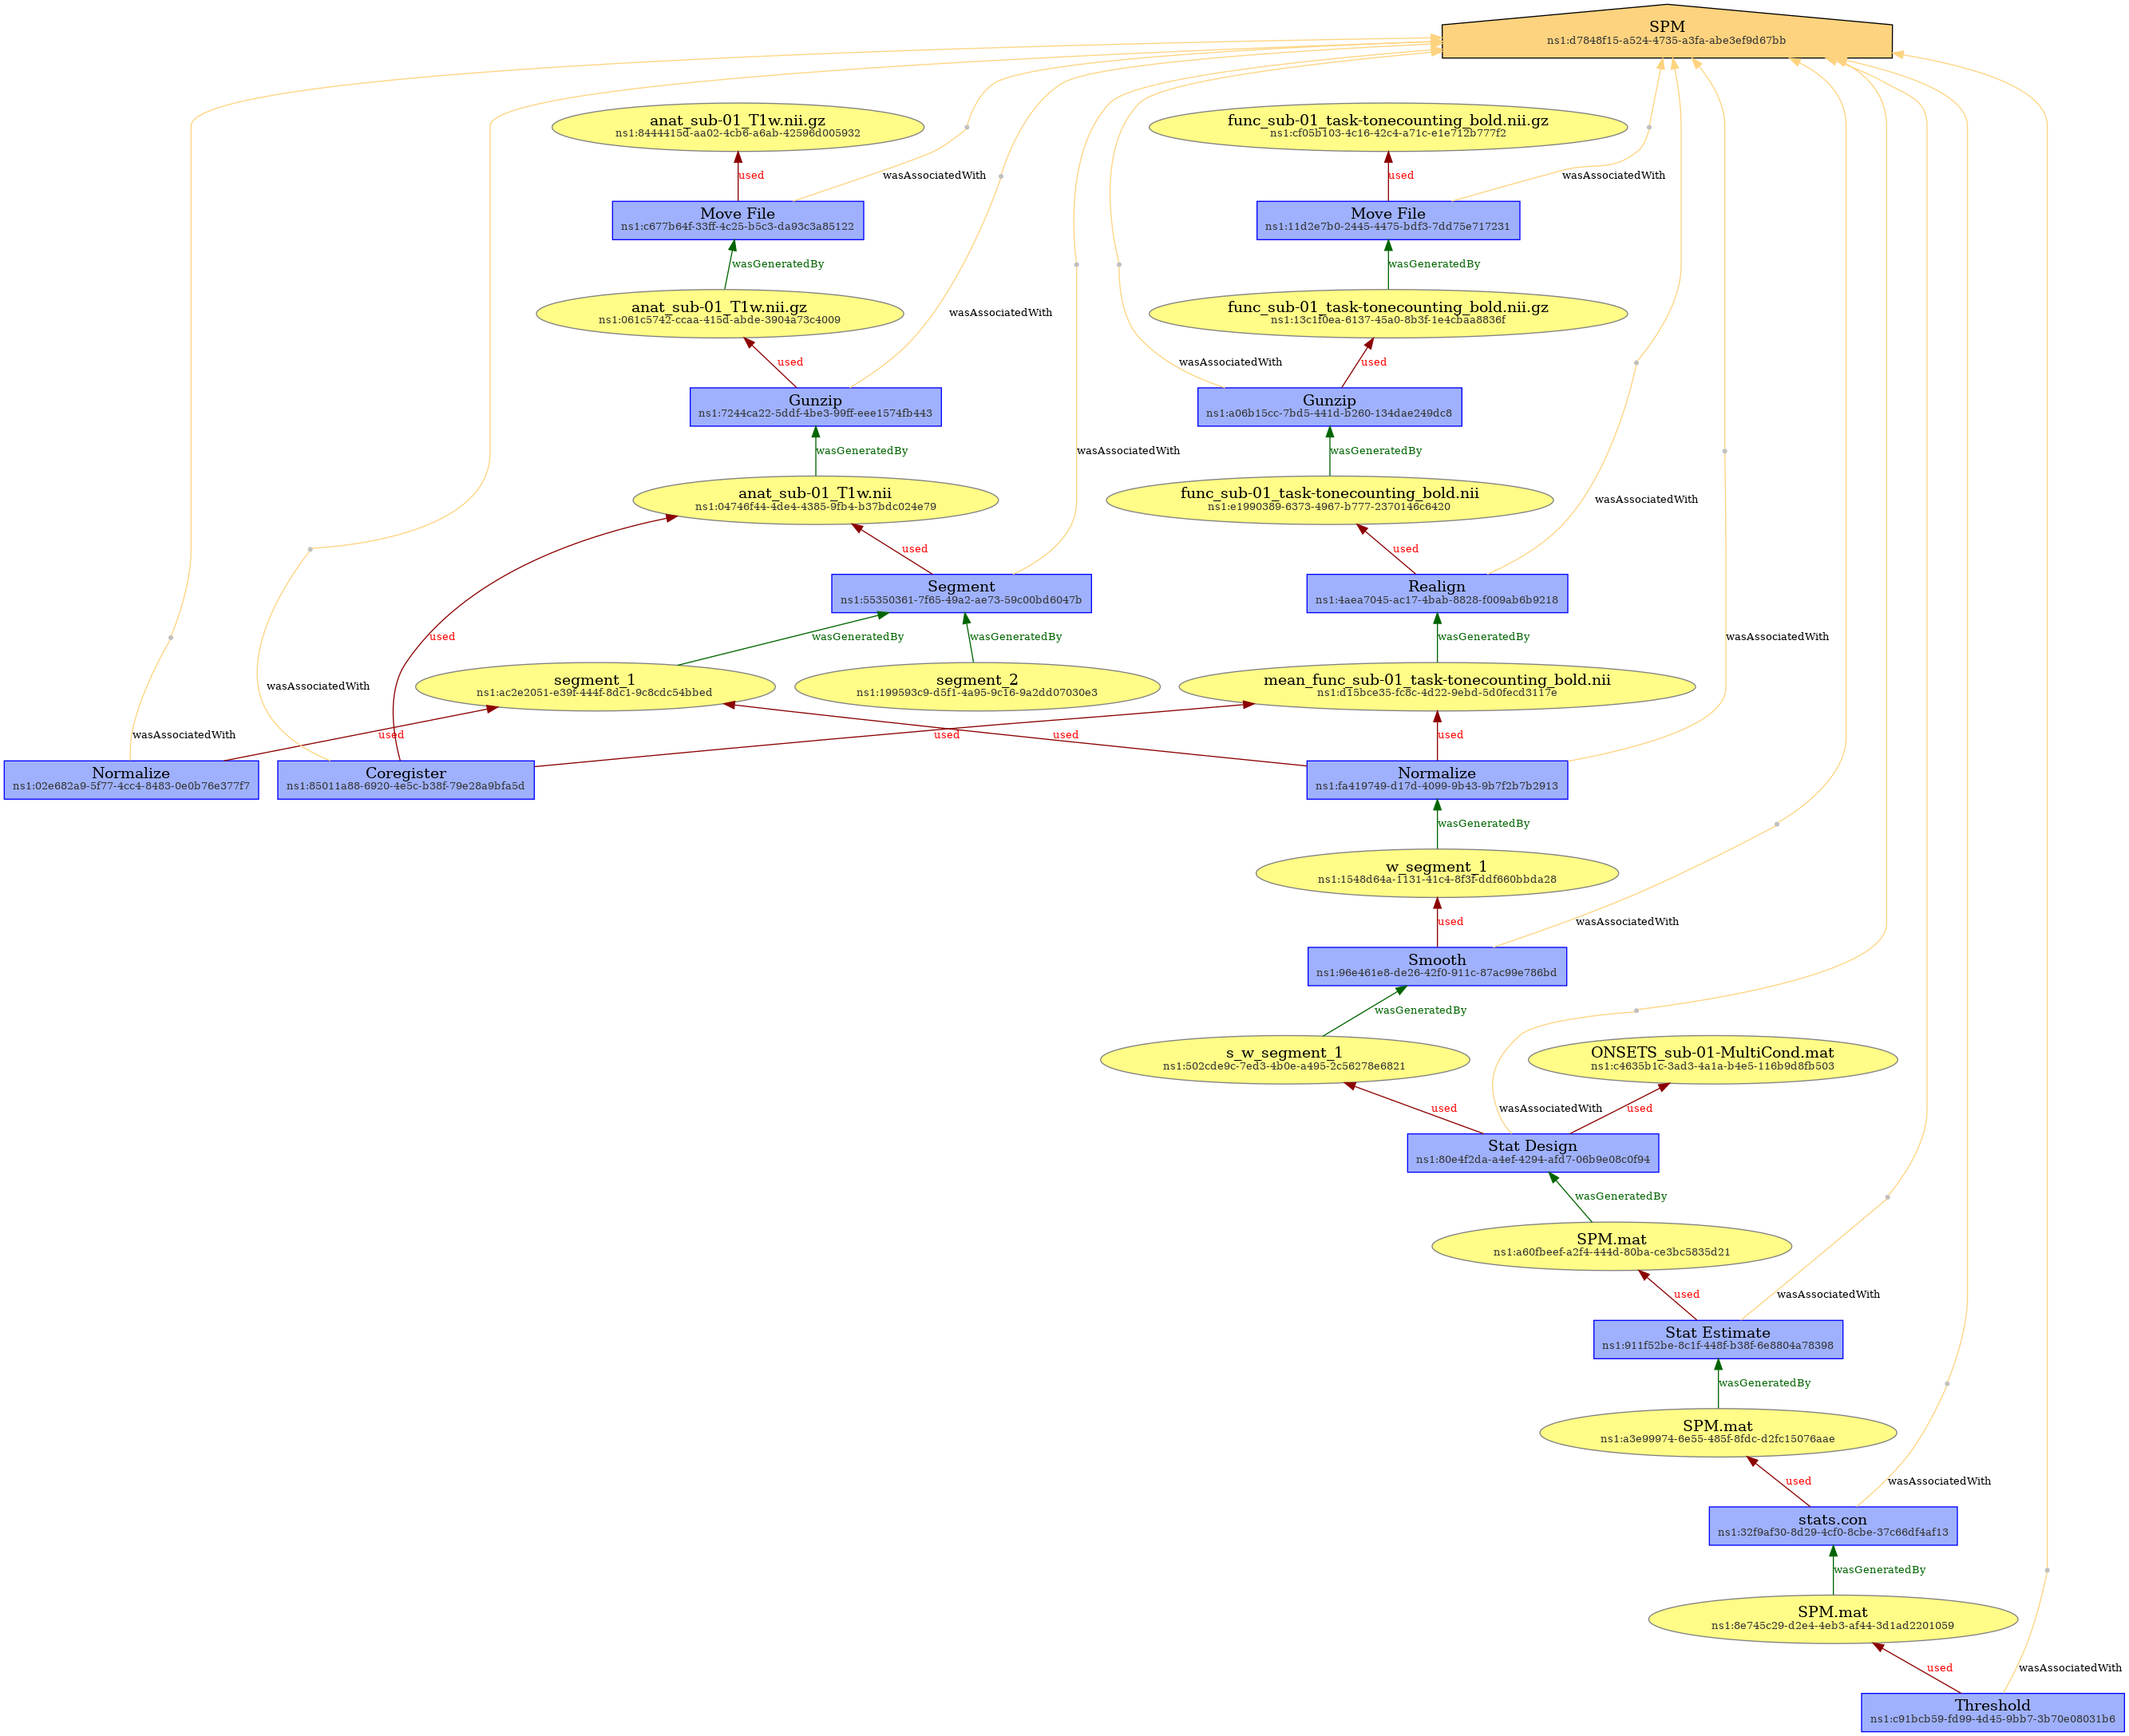 SPM
ns1:d7848f15-a524-4735-a3fa-abe3ef9d67bb
anat_sub-01_T1w.nii.gz
ns1:8444415d-aa02-4cb6-a6ab-42596d005932
func_sub-01_task-tonecounting_bold.nii.gz
ns1:cf05b103-4c16-42c4-a71c-e1e712b777f2
used
wasAssociatedWith
used
wasAssociatedWith
Move File
ns1:c677b64f-33ff-4c25-b5c3-da93c3a85122
Move File
ns1:11d2e7b0-2445-4475-bdf3-7dd75e717231
wasGeneratedBy
wasGeneratedBy
anat_sub-01_T1w.nii.gz
ns1:061c5742-ccaa-415d-abde-3904a73c4009
wasAssociatedWith
func_sub-01_task-tonecounting_bold.nii.gz
ns1:13c1f0ea-6137-45a0-8b3f-1e4cbaa8836f
used
wasAssociatedWith
used
Gunzip
ns1:7244ca22-5ddf-4be3-99ff-eee1574fb443
Gunzip
ns1:a06b15cc-7bd5-441d-b260-134dae249dc8
wasGeneratedBy
wasAssociatedWith
wasGeneratedBy
anat_sub-01_T1w.nii
ns1:04746f44-4de4-4385-9fb4-b37bdc024e79
func_sub-01_task-tonecounting_bold.nii
ns1:e1990389-6373-4967-b777-2370146c6420
wasAssociatedWith
used
used
Segment
ns1:55350361-7f65-49a2-ae73-59c00bd6047b
Realign
ns1:4aea7045-ac17-4bab-8828-f009ab6b9218
used
wasGeneratedBy
wasGeneratedBy
wasGeneratedBy
wasAssociatedWith
wasAssociatedWith
segment_1
ns1:ac2e2051-e39f-444f-8dc1-9c8cdc54bbed
segment_2
ns1:199593c9-d5f1-4a95-9c16-9a2dd07030e3
mean_func_sub-01_task-tonecounting_bold.nii
ns1:d15bce35-fc8c-4d22-9ebd-5d0fecd3117e
wasAssociatedWith
used
used
used
used
Normalize
ns1:02e682a9-5f77-4cc4-8483-0e0b76e377f7
Coregister
ns1:85011a88-6920-4e5c-b38f-79e28a9bfa5d
Normalize
ns1:fa419749-d17d-4099-9b43-9b7f2b7b2913
wasGeneratedBy
w_segment_1
ns1:1548d64a-1131-41c4-8f3f-ddf660bbda28
used
wasAssociatedWith
Smooth
ns1:96e461e8-de26-42f0-911c-87ac99e786bd
wasGeneratedBy
s_w_segment_1
ns1:502cde9c-7ed3-4b0e-a495-2c56278e6821
ONSETS_sub-01-MultiCond.mat
ns1:c4635b1c-3ad3-4a1a-b4e5-116b9d8fb503
used
wasAssociatedWith
used
Stat Design
ns1:80e4f2da-a4ef-4294-afd7-06b9e08c0f94
wasGeneratedBy
SPM.mat
ns1:a60fbeef-a2f4-444d-80ba-ce3bc5835d21
used
wasAssociatedWith
Stat Estimate
ns1:911f52be-8c1f-448f-b38f-6e8804a78398
wasGeneratedBy
SPM.mat
ns1:a3e99974-6e55-485f-8fdc-d2fc15076aae
used
wasAssociatedWith
stats.con
ns1:32f9af30-8d29-4cf0-8cbe-37c66df4af13
wasGeneratedBy
SPM.mat
ns1:8e745c29-d2e4-4eb3-af44-3d1ad2201059
used
wasAssociatedWith
Threshold
ns1:c91bcb59-fd99-4d45-9bb7-3b70e08031b6